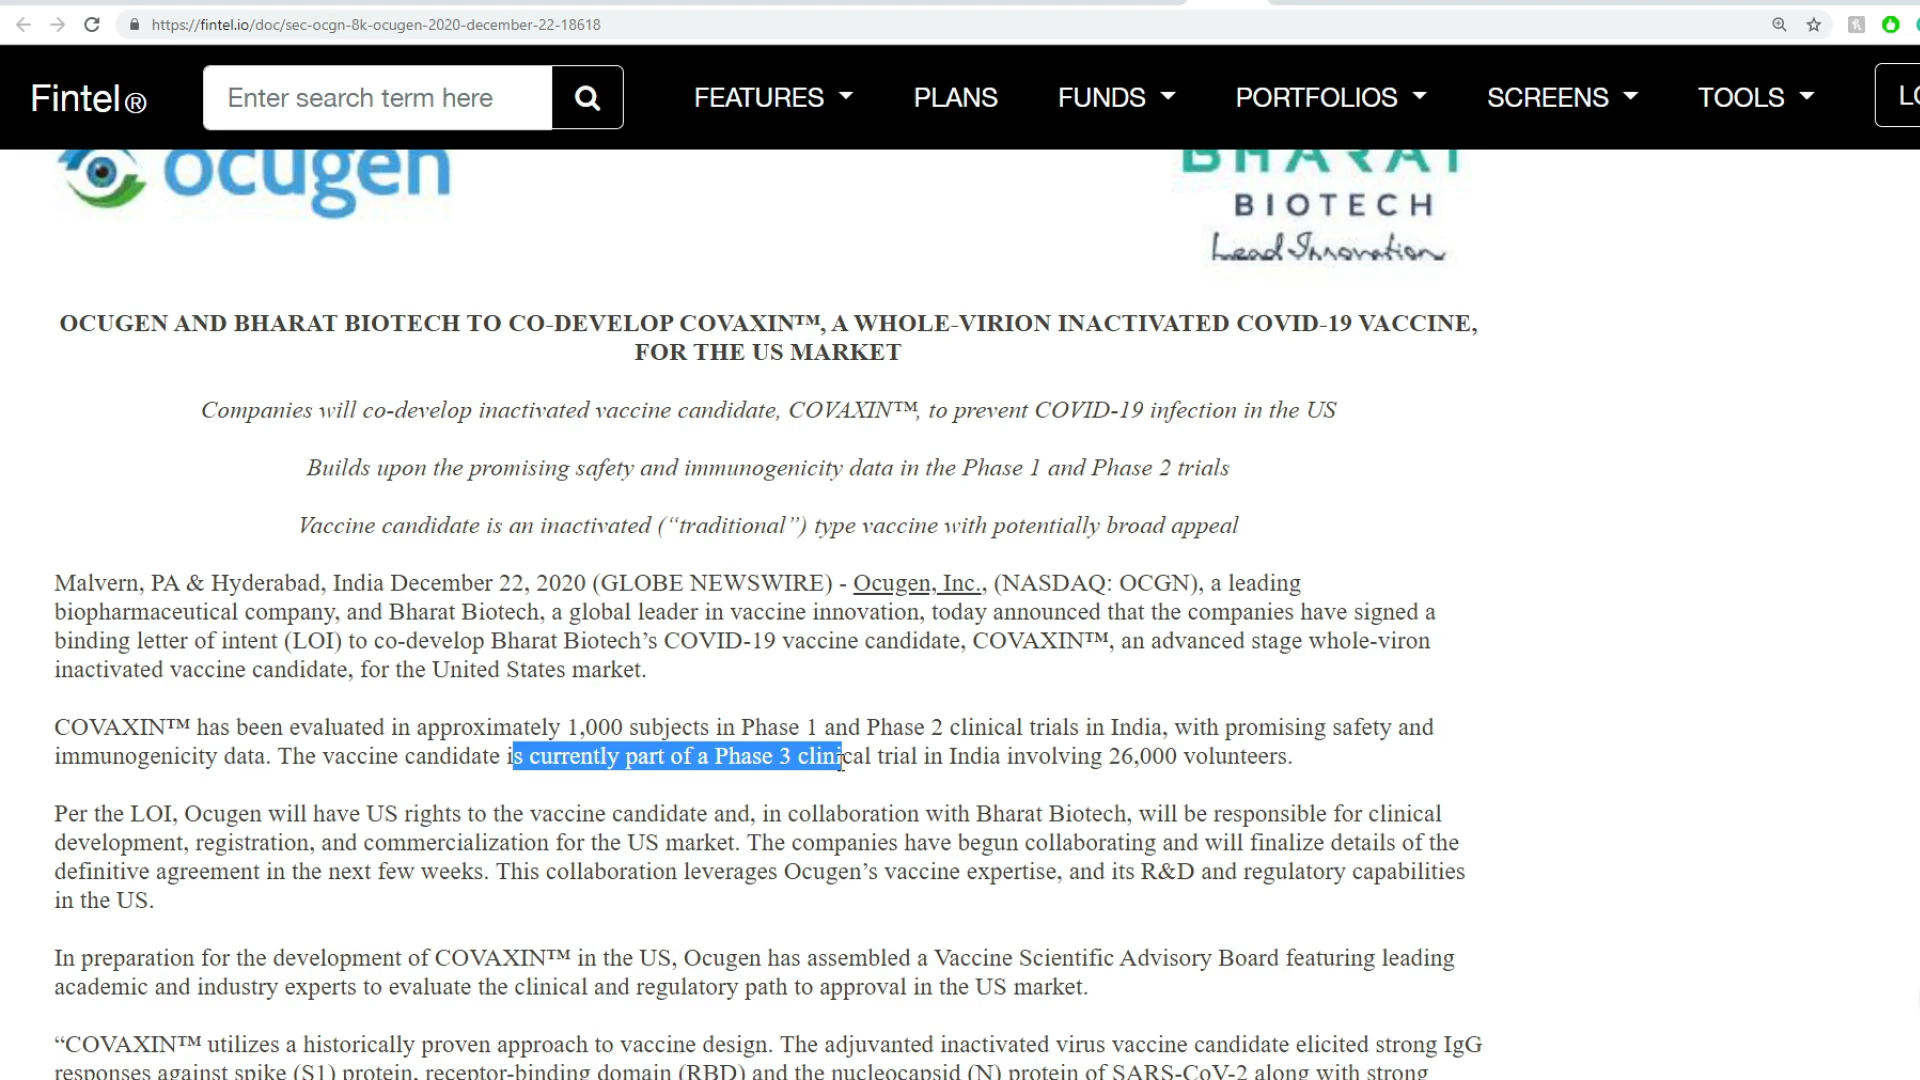 https://fintel.io/doc/sec-ocgn-8k-ocugen-2020-december-22-18618
Fintel® Enter search term here FEATURES PLANS FUNDS PORTFOLIOS SCREENS TOOLS
ocugen
BHARAT
BIOTECH
Lead Innovation
OCUGEN AND BHARAT BIOTECH TO CO-DEVELOP COVAXIN™, A WHOLE-VIRION INACTIVATED COVID-19 VACCINE,
FOR THE US MARKET
Companies will co-develop inactivated vaccine candidate, COVAXIN™, to prevent COVID-19 infection in the US
Builds upon the promising safety and immunogenicity data in the Phase 1 and Phase 2 trials
Vaccine candidate is an inactivated (“traditional”) type vaccine with potentially broad appeal
Malvern, PA & Hyderabad, India December 22, 2020 (GLOBE NEWSWIRE) - Ocugen, Inc., (NASDAQ: OCGN), a leading
biopharmaceutical company, and Bharat Biotech, a global leader in vaccine innovation, today announced that the companies have signed a
binding letter of intent (LOI) to co-develop Bharat Biotech’s COVID-19 vaccine candidate, COVAXIN™, an advanced stage whole-viron
inactivated vaccine candidate, for the United States market.
COVAXIN™ has been evaluated in approximately 1,000 subjects in Phase 1 and Phase 2 clinical trials in India, with promising safety and
immunogenicity data. The vaccine candidate is currently part of a Phase 3 clinical trial in India involving 26,000 volunteers.
Per the LOI, Ocugen will have US rights to the vaccine candidate and, in collaboration with Bharat Biotech, will be responsible for clinical
development, registration, and commercialization for the US market. The companies have begun collaborating and will finalize details of the
definitive agreement in the next few weeks. This collaboration leverages Ocugen’s vaccine expertise, and its R&D and regulatory capabilities
in the US.
In preparation for the development of COVAXIN™ in the US, Ocugen has assembled a Vaccine Scientific Advisory Board featuring leading
academic and industry experts to evaluate the clinical and regulatory path to approval in the US market.
“COVAXIN™ utilizes a historically proven approach to vaccine design. The adjuvanted inactivated virus vaccine candidate elicited strong IgG
responses against spike (S1) protein, receptor-binding domain (RBD) and the nucleocapsid (N) protein of SARS-CoV-2 along with strong